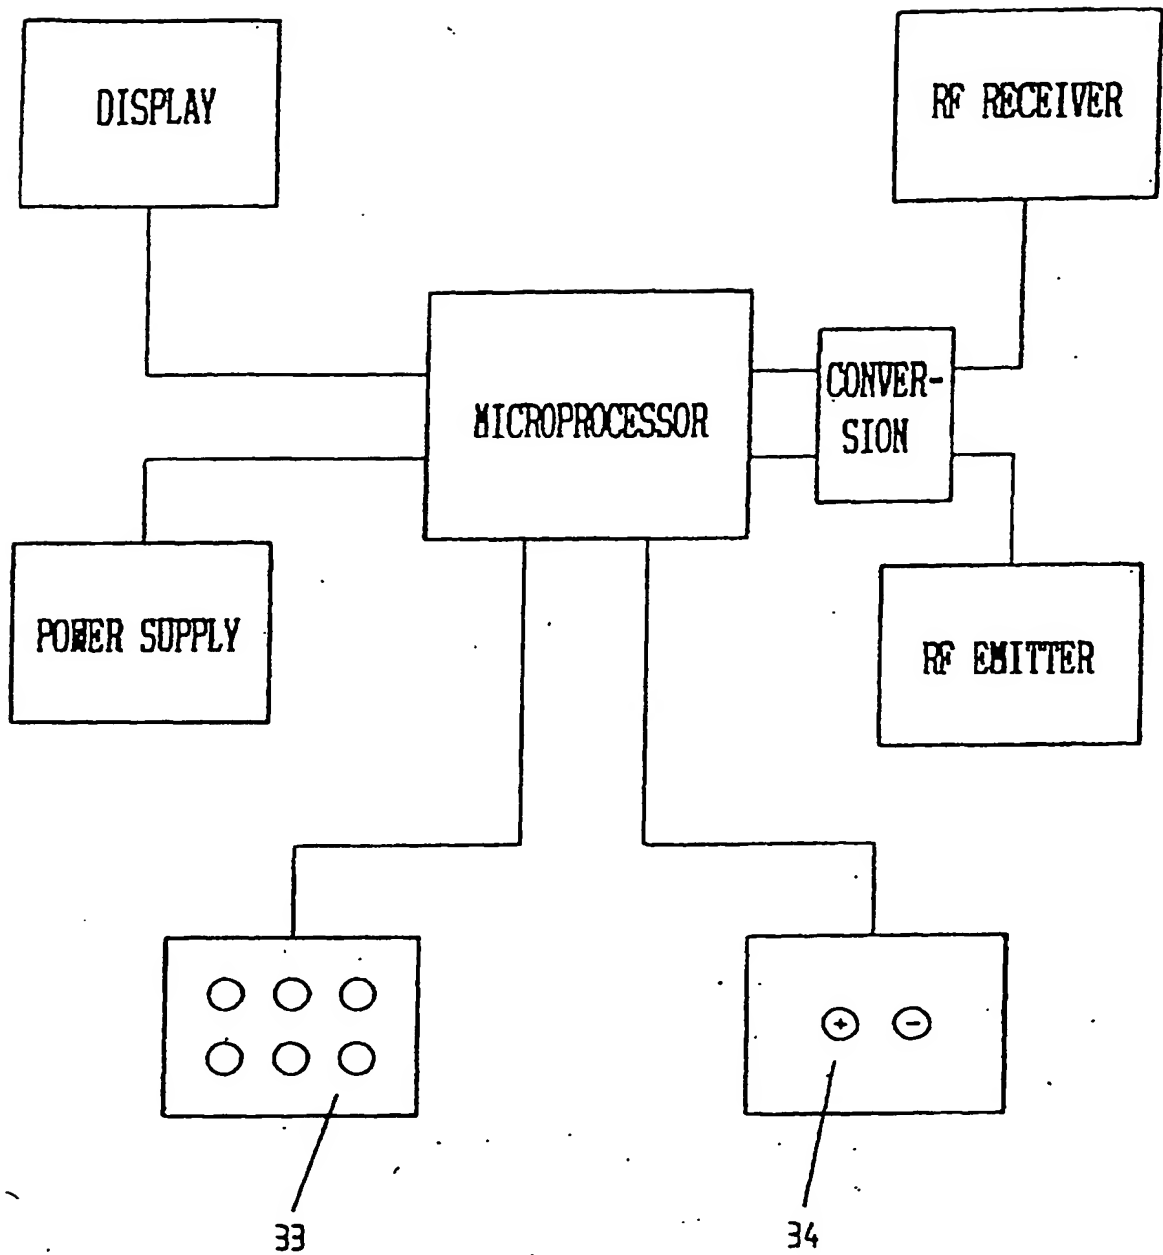 DISPLAY
RF RECEIVER
MICROPROCESSOR
CONVER-
SION
POWER SUPPLY
RF EMITTER
+ -
33
34